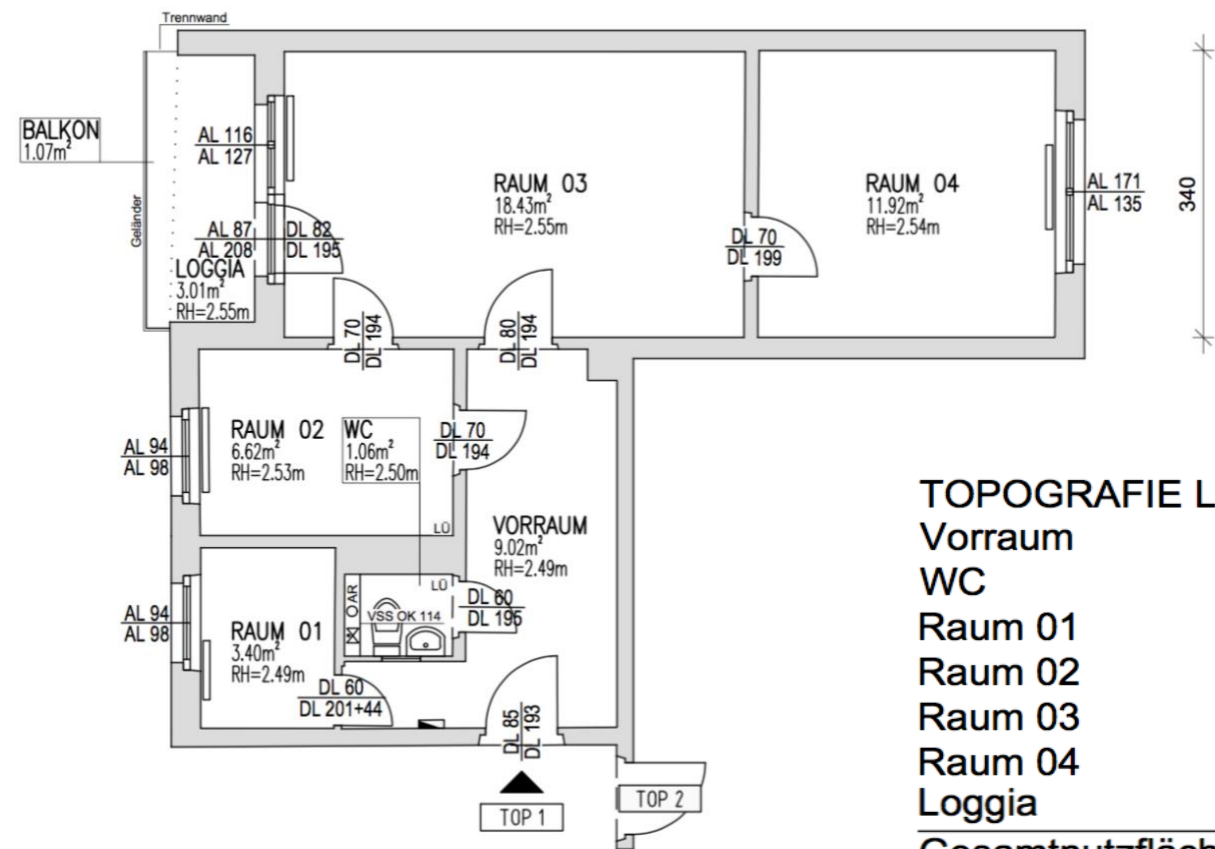 Trennwand
BALKON
1.07m²
Geländer
AL 116
AL 127
AL 87
AL 208
DL 82
DL 195
LOGGIA
3.01m²
RH=2.55m
RAUM 03
18.43m²
RH=2.55m
DL 70
DL 199
RAUM 04
11.92m²
RH=2.54m
AL 171
AL 135
340
DL 70
DL 194
DL 80
DL 194
AL 94
AL 98
RAUM 02
6.62m²
RH=2.53m
WC
1.06m²
RH=2.50m
DL 70
DL 194
LÜ
VORRAUM
9.02m²
RH=2.49m
AL 94
AL 98
RAUM 01
3.40m²
RH=2.49m
AR
LÜ
VSS OK 114
DL 60
DL 195
DL 60
DL 201+44
DL 85
DL 193
TOP 1
TOP 2
TOPOGRAFIE L
Vorraum
WC
Raum 01
Raum 02
Raum 03
Raum 04
Loggia
Gesamtnutzfläch